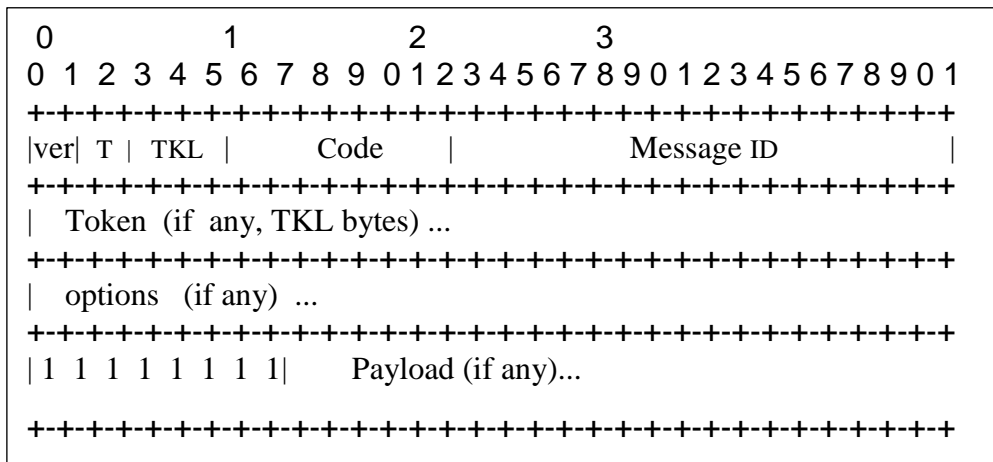 0 1 2 3
0 1 2 3 4 5 6 7 8 9 0 1 2 3 4 5 6 7 8 9 0 1 2 3 4 5 6 7 8 9 0 1
+-+-+-+-+-+-+-+-+-+-+-+-+-+-+-+-+-+-+-+-+-+-+-+-+-+-+-+-+-+
|ver| T | TKL | Code | Message ID |
+-+-+-+-+-+-+-+-+-+-+-+-+-+-+-+-+-+-+-+-+-+-+-+-+-+-+-+-+-+
| Token (if any, TKL bytes) ...
+-+-+-+-+-+-+-+-+-+-+-+-+-+-+-+-+-+-+-+-+-+-+-+-+-+-+-+-+-+
| options (if any) ...
+-+-+-+-+-+-+-+-+-+-+-+-+-+-+-+-+-+-+-+-+-+-+-+-+-+-+-+-+-+
| 1 1 1 1 1 1 1 1| Payload (if any)...
+-+-+-+-+-+-+-+-+-+-+-+-+-+-+-+-+-+-+-+-+-+-+-+-+-+-+-+-+-+